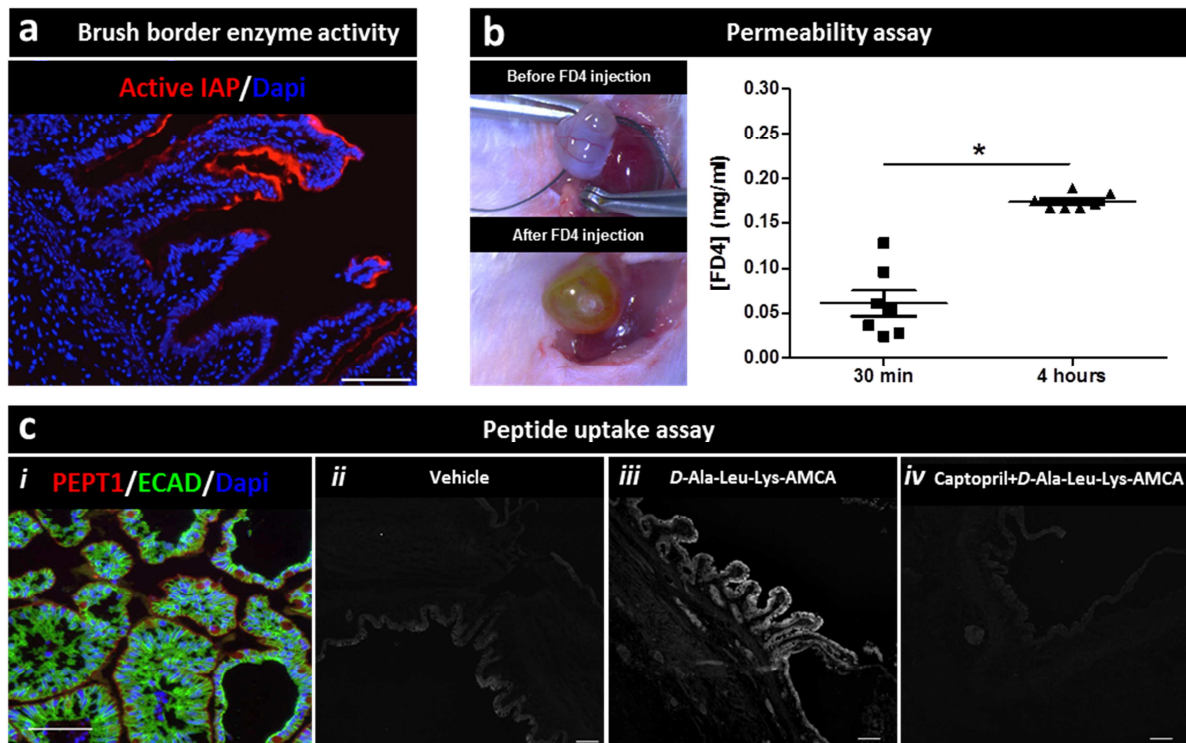 a Brush border enzyme activity
Active IAP/Dapi
b Permeability assay
Before FD4 injection
After FD4 injection
[FD4] (mg/ml)
0.30
0.25
0.20
0.15
0.10
0.05
0.00
*
30 min
4 hours
c Peptide uptake assay
i PEPT1/ECAD/Dapi
ii Vehicle
iii D-Ala-Leu-Lys-AMCA
iv Captopril+D-Ala-Leu-Lys-AMCA